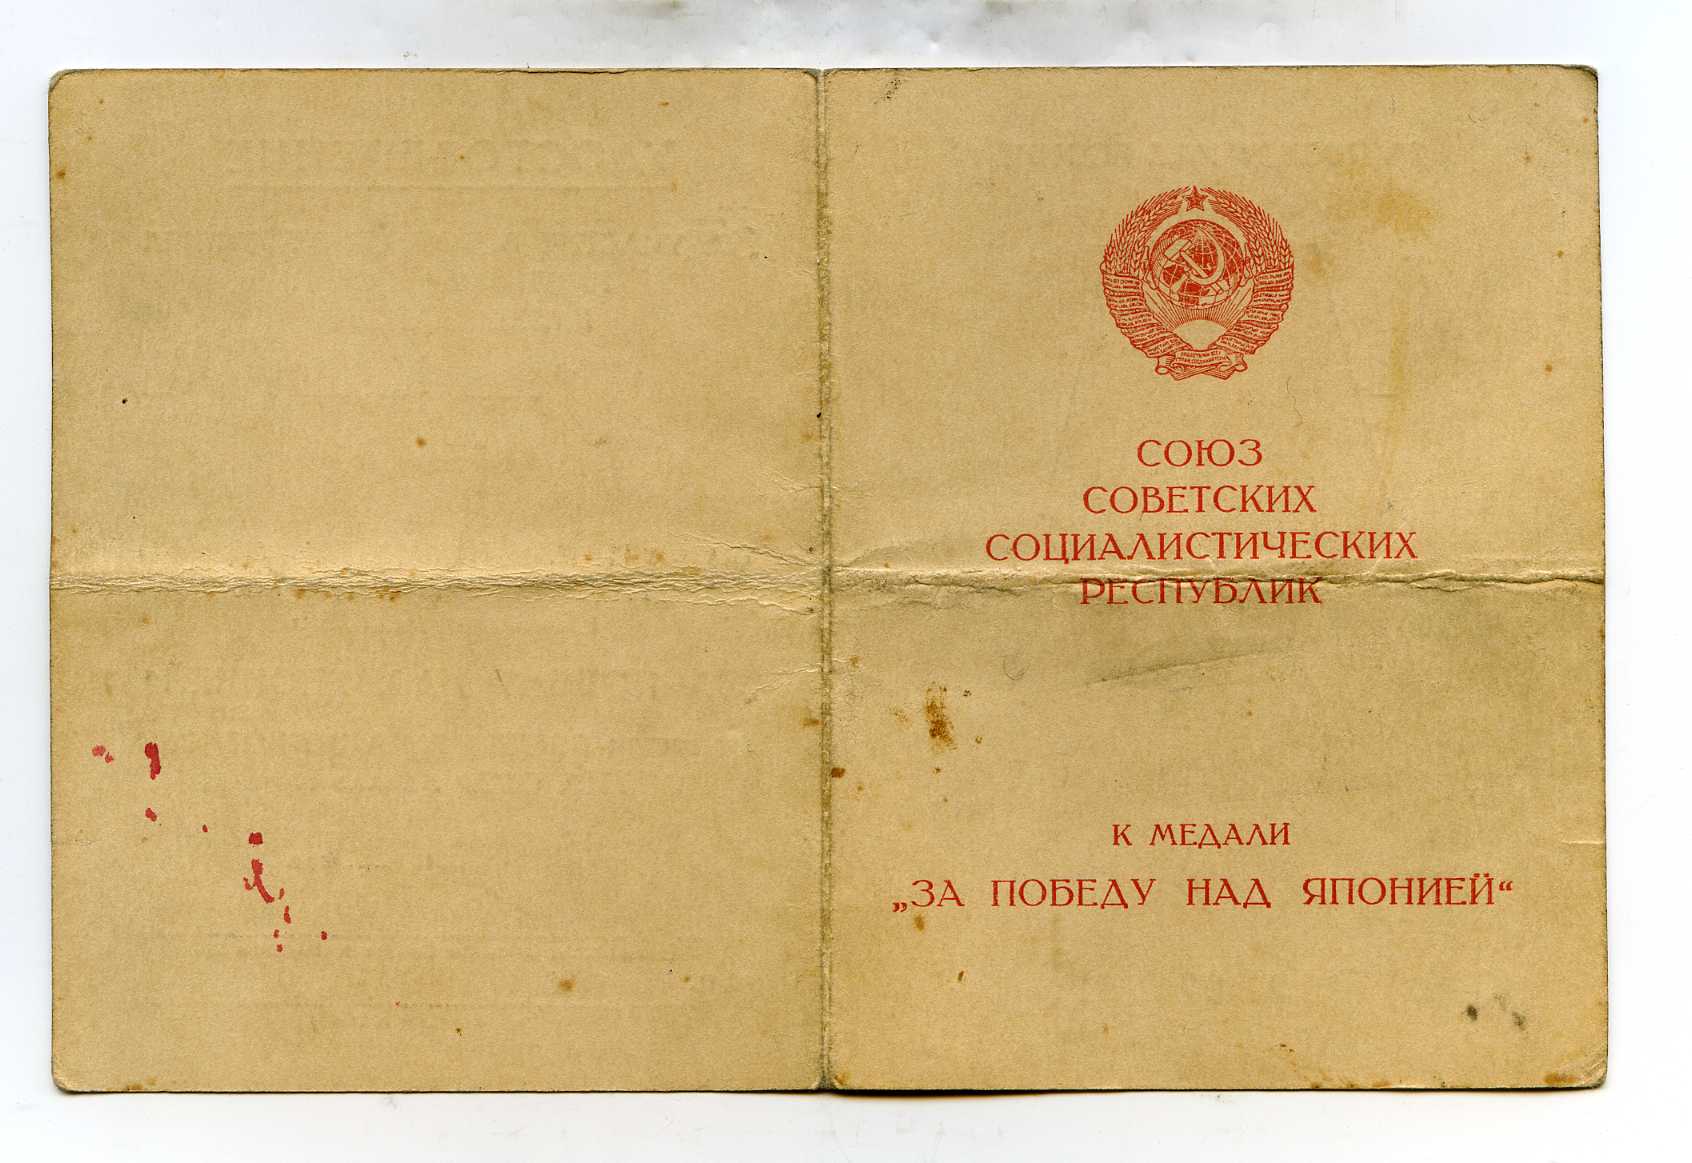 СОЮЗ
СОВЕТСКИХ
СОЦИАЛИСТИЧЕСКИХ
РЕСПУБЛИК
К МЕДАЛИ
„ЗА ПОБЕДУ НАД ЯПОНИЕЙ“